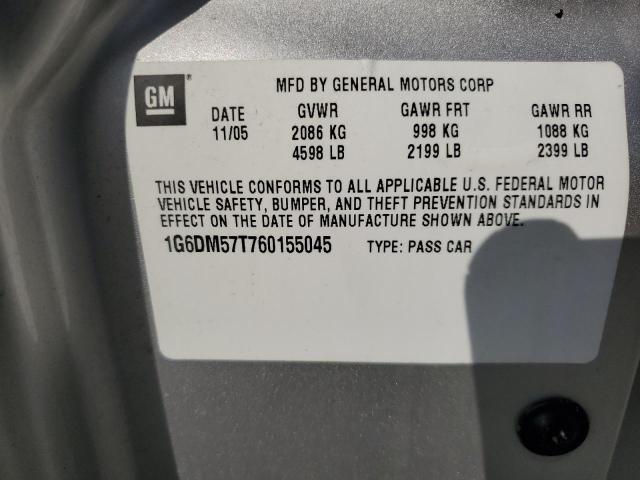 GM®
MFD BY GENERAL MOTORS CORP
DATE GVWR GAWR FRT GAWR RR
11/05 2086 KG 998 KG 1088 KG
4598 LB 2199 LB 2399 LB
THIS VEHICLE CONFORMS TO ALL APPLICABLE U.S. FEDERAL MOTOR
VEHICLE SAFETY, BUMPER, AND THEFT PREVENTION STANDARDS IN
EFFECT ON THE DATE OF MANUFACTURE SHOWN ABOVE.
1G6DM57T760155045 TYPE: PASS CAR